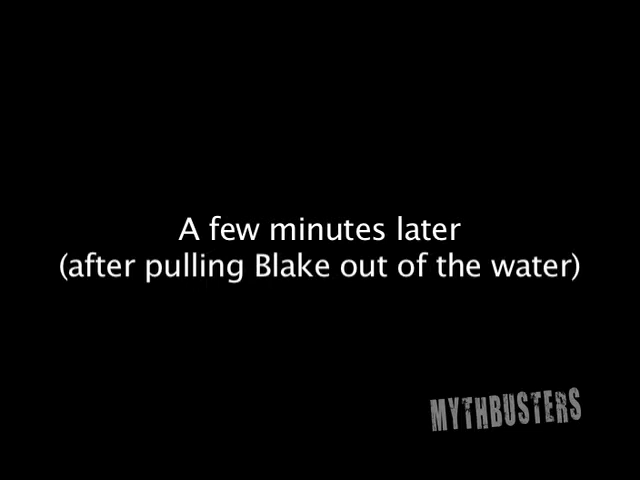 A few minutes later
(after pulling Blake out of the water)
MYTHBUSTERS